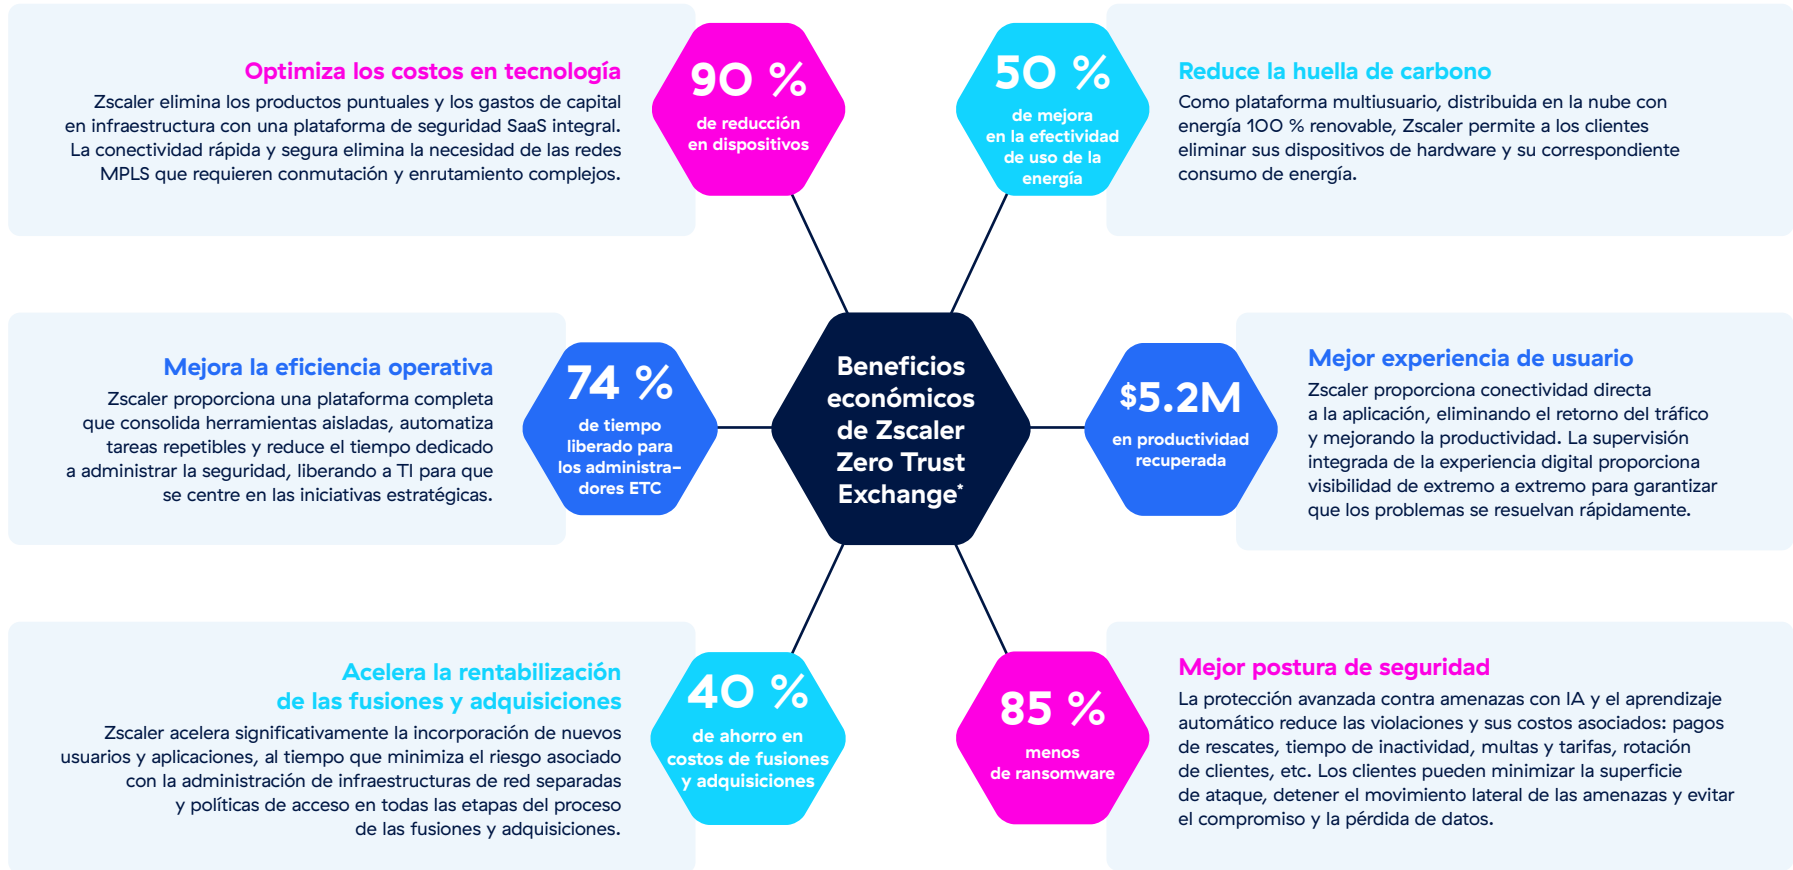 Optimiza los costos en tecnología
Zscaler elimina los productos puntuales y los gastos de capital
en infraestructura con una plataforma de seguridad SaaS integral.
La conectividad rápida y segura elimina la necesidad de las redes
MPLS que requieren conmutación y enrutamiento complejos.
90 %
de reducción
en dispositivos
50 %
de mejora
en la efectividad
de uso de la
energía
Reduce la huella de carbono
Como plataforma multiusuario, distribuida en la nube con
energía 100 % renovable, Zscaler permite a los clientes
eliminar sus dispositivos de hardware y su correspondiente
consumo de energía.
Mejora la eficiencia operativa
Zscaler proporciona una plataforma completa
que consolida herramientas aisladas, automatiza
tareas repetibles y reduce el tiempo dedicado
a administrar la seguridad, liberando a TI para que
se centre en las iniciativas estratégicas.
74 %
de tiempo
liberado para
los administra-
dores ETC
Beneficios
económicos
de Zscaler
Zero Trust
Exchange*
$5.2M
en productividad
recuperada
Mejor experiencia de usuario
Zscaler proporciona conectividad directa
a la aplicación, eliminando el retorno del tráfico
y mejorando la productividad. La supervisión
integrada de la experiencia digital proporciona
visibilidad de extremo a extremo para garantizar
que los problemas se resuelvan rápidamente.
Acelera la rentabilización
de las fusiones y adquisiciones
Zscaler acelera significativamente la incorporación de nuevos
usuarios y aplicaciones, al tiempo que minimiza el riesgo asociado
con la administración de infraestructuras de red separadas
y políticas de acceso en todas las etapas del proceso
de las fusiones y adquisiciones.
40 %
de ahorro en
costos de fusiones
y adquisiciones
85 %
menos
de ransomware
Mejor postura de seguridad
La protección avanzada contra amenazas con IA y el aprendizaje
automático reduce las violaciones y sus costos asociados: pagos
de rescates, tiempo de inactividad, multas y tarifas, rotación
de clientes, etc. Los clientes pueden minimizar la superficie
de ataque, detener el movimiento lateral de las amenazas y evitar
el compromiso y la pérdida de datos.